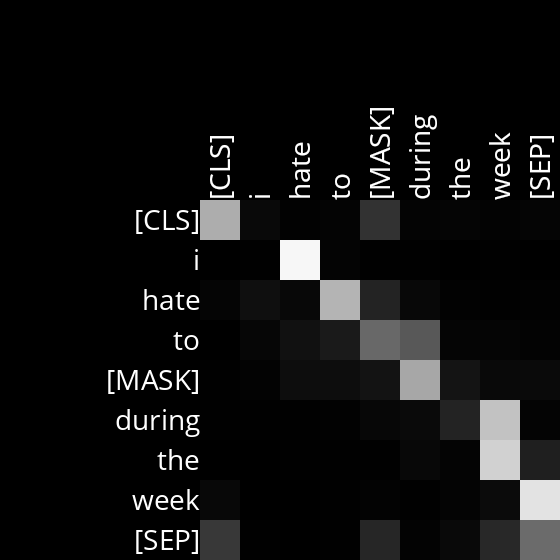 [CLS] i hate to [MASK] during the week [SEP]
[CLS]
i
hate
to
[MASK]
during
the
week
[SEP]